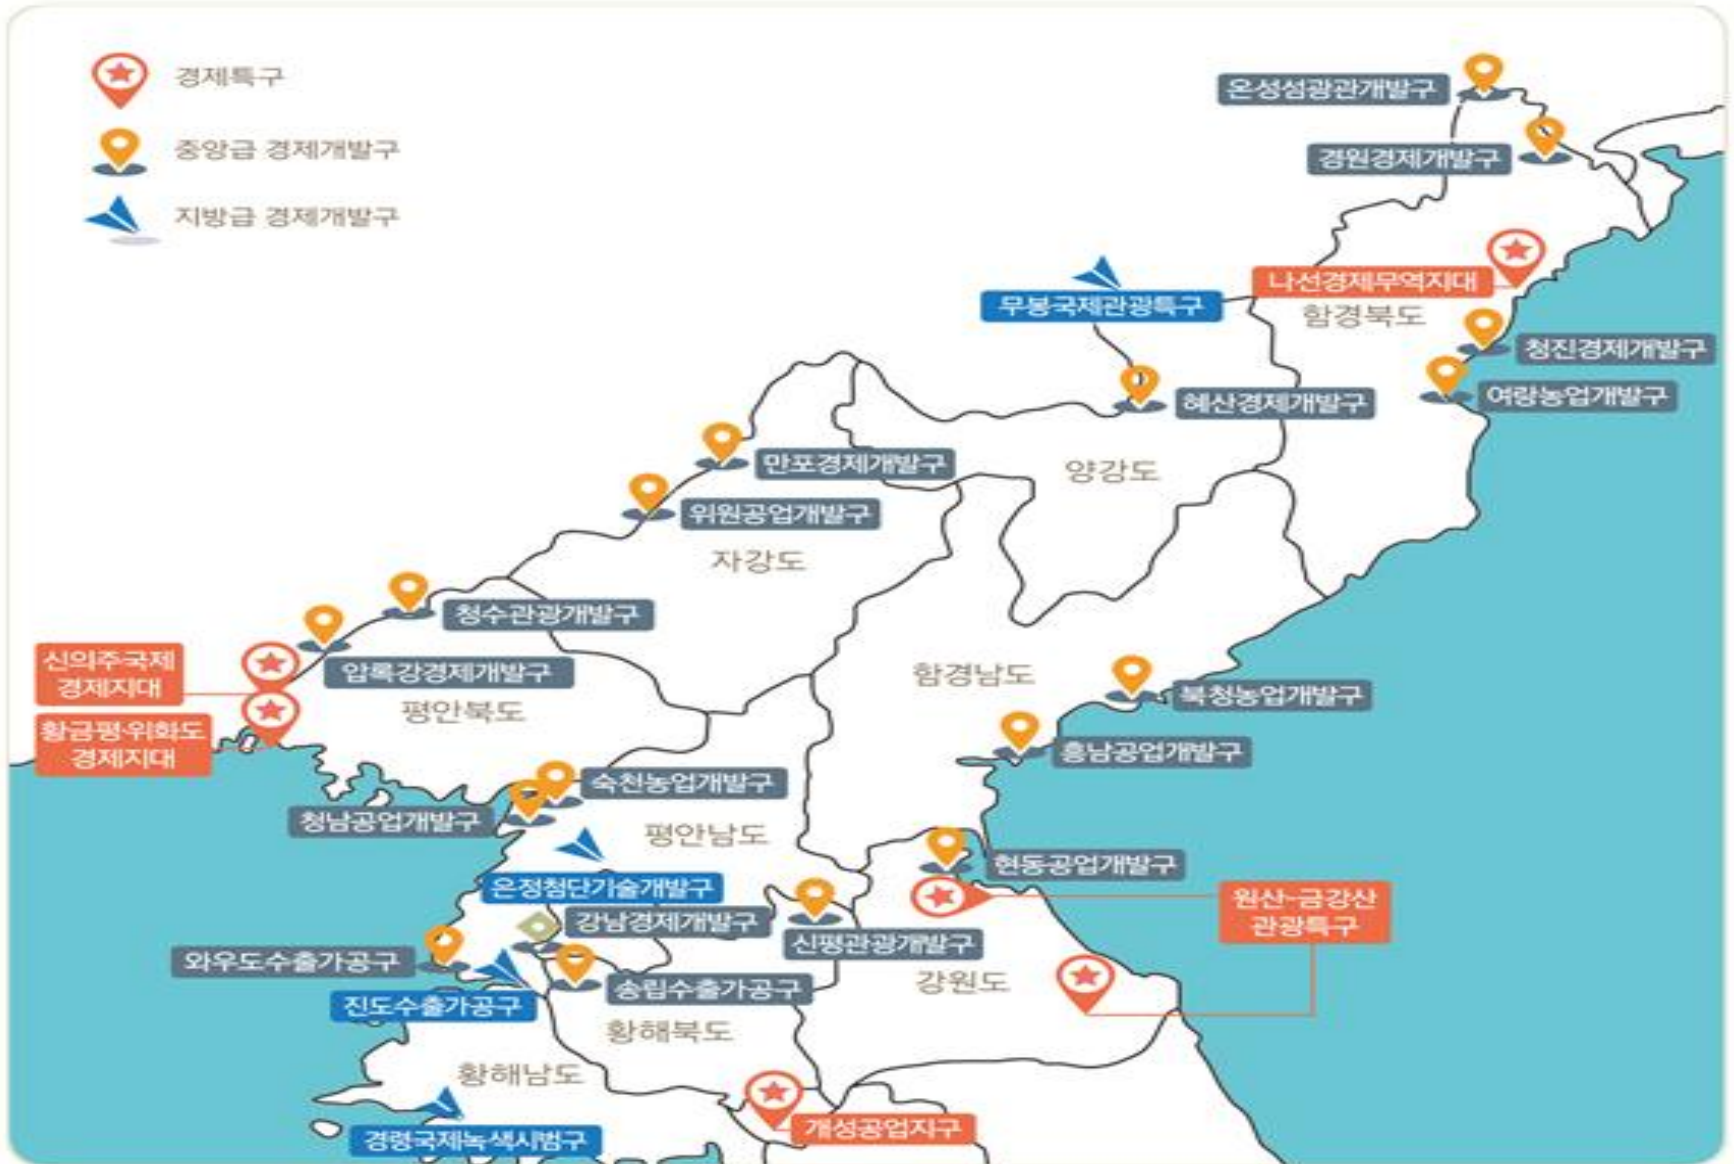 경제특구
중앙급 경제개발구
지방급 경제개발구
온성섬광관개발구
경원경제개발구
나선경제무역지대
함경북도
무봉국제관광특구
청진경제개발구
여랑농업개발구
혜산경제개발구
양강도
만포경제개발구
위원공업개발구
자강도
청수관광개발구
신의주국제
경제지대
압록강경제개발구
평안북도
황금평·위화도
경제지대
함경남도
북청농업개발구
흥남공업개발구
숙천농업개발구
청남공업개발구
평안남도
현동공업개발구
은정첨단기술개발구
원산-금강산
관광특구
강남경제개발구
신평관광개발구
와우도수출가공구
강원도
송림수출가공구
진도수출가공구
황해북도
황해남도
개성공업지구
경령국제녹색시범구